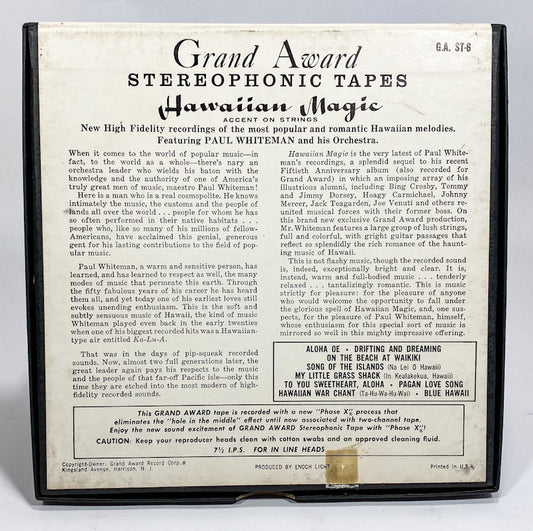 Grand Award
G.A. ST-6
STEREOPHONIC TAPES
Hawaiian Magic
ACCENT ON STRINGS
New High Fidelity recordings of the most popular and romantic Hawaiian melodies.
Featuring PAUL WHITEMAN and his Orchestra.
When it comes to the world of popular music—in
fact, to the world as a whole—there's nary an
orchestra leader who wields his baton with the
knowledge and the authority of one of America's
truly great men of music, maestro Paul Whiteman!
Here is a man who is a real cosmopolite. He knows
intimately the music, the customs and the people of
lands all over the world . . . people for whom he has
so often performed in their native habitats . . .
people who, like so many of his millions of fellow-
Americans, have acclaimed this genial, generous
gent for his lasting contributions to the field of pop-
ular music.
Paul Whiteman, a warm and sensitive person, has
learned, and has learned to respect as well, the many
modes of music that permeate this earth. Through
the fifty fabulous years of his career he has heard
them all, and yet today one of his earliest loves still
evokes unending enthusiasm. This is the soft and
subtly sensuous music of Hawaii, the kind of music
Whiteman played even back in the early twenties when
one of his biggest recorded hits was a Hawaiian-
type air entitled Ka-Lu-A.
That was in the days of pip-squeak recorded
sounds. Now, almost two full generations later, the
great leader again pays his respects to the music
and the people of that far-off Pacific isle—only this
time they are etched into the most modern of high-
fidelity recorded sounds.
Hawaiian Magic is the very latest of Paul White-
man's recordings, a splendid sequel to his recent
Fiftieth Anniversary album (also recorded for
Grand Award) in which an imposing array of his
illustrious alumni, including Bing Crosby, Tommy
and Jimmy Dorsey, Hoagy Carmichael, Johnny
Mercer, Jack Teagarden, Joe Venuti and others re-
united musical forces with their former boss. On
this brand new exclusive Grand Award production,
Mr. Whiteman features a large group of lush strings,
full and colorful, with gright guitar passages that
reflect so splendidly the rich romance of the haunt-
ing music of Hawaii.
This is not flashy music, though the recorded sound
is, indeed, exceptionally bright and clear. It is,
instead, warm and full-bodied music . . . tenderly
relaxed . . . tantalizingly romantic. This is music
strictly for pleasure: for the pleasure of anyone
who would welcome the opportunity to fall under
the glorious spell of Hawaiian Magic, and, one sus-
pects, for the pleasure of Paul Whiteman, himself,
whose enthusiasm for this special sort of music is
mirrored so well in this mighty impressive offering.
ALOHA OE • DRIFTING AND DREAMING
ON THE BEACH AT WAIKIKI
SONG OF THE ISLANDS (Na Lei O Hawaii)
MY LITTLE GRASS SHACK (In Kealakekua, Hawaii)
TO YOU SWEETHEART, ALOHA • PAGAN LOVE SONG
HAWAIIAN WAR CHANT (Ta-Hu-Wa-Hu-Wai) • BLUE HAWAII
This GRAND AWARD tape is recorded with a new "Phase X" process that
eliminates the "hole in the middle" effect until now associated with two-channel tape.
Enjoy the new sound excitement of GRAND AWARD Stereophonic Tape with "Phase X".
CAUTION: Keep your reproducer heads clean with cotton swabs and an approved cleaning fluid.
7½ I.P.S. FOR IN LINE HEADS
Copyright-Owner: Grand Award Record Corp.
Kingsland Avenue, Harrison, N. J.
PRODUCED BY ENOCH LIGHT
Printed in U.S.A.